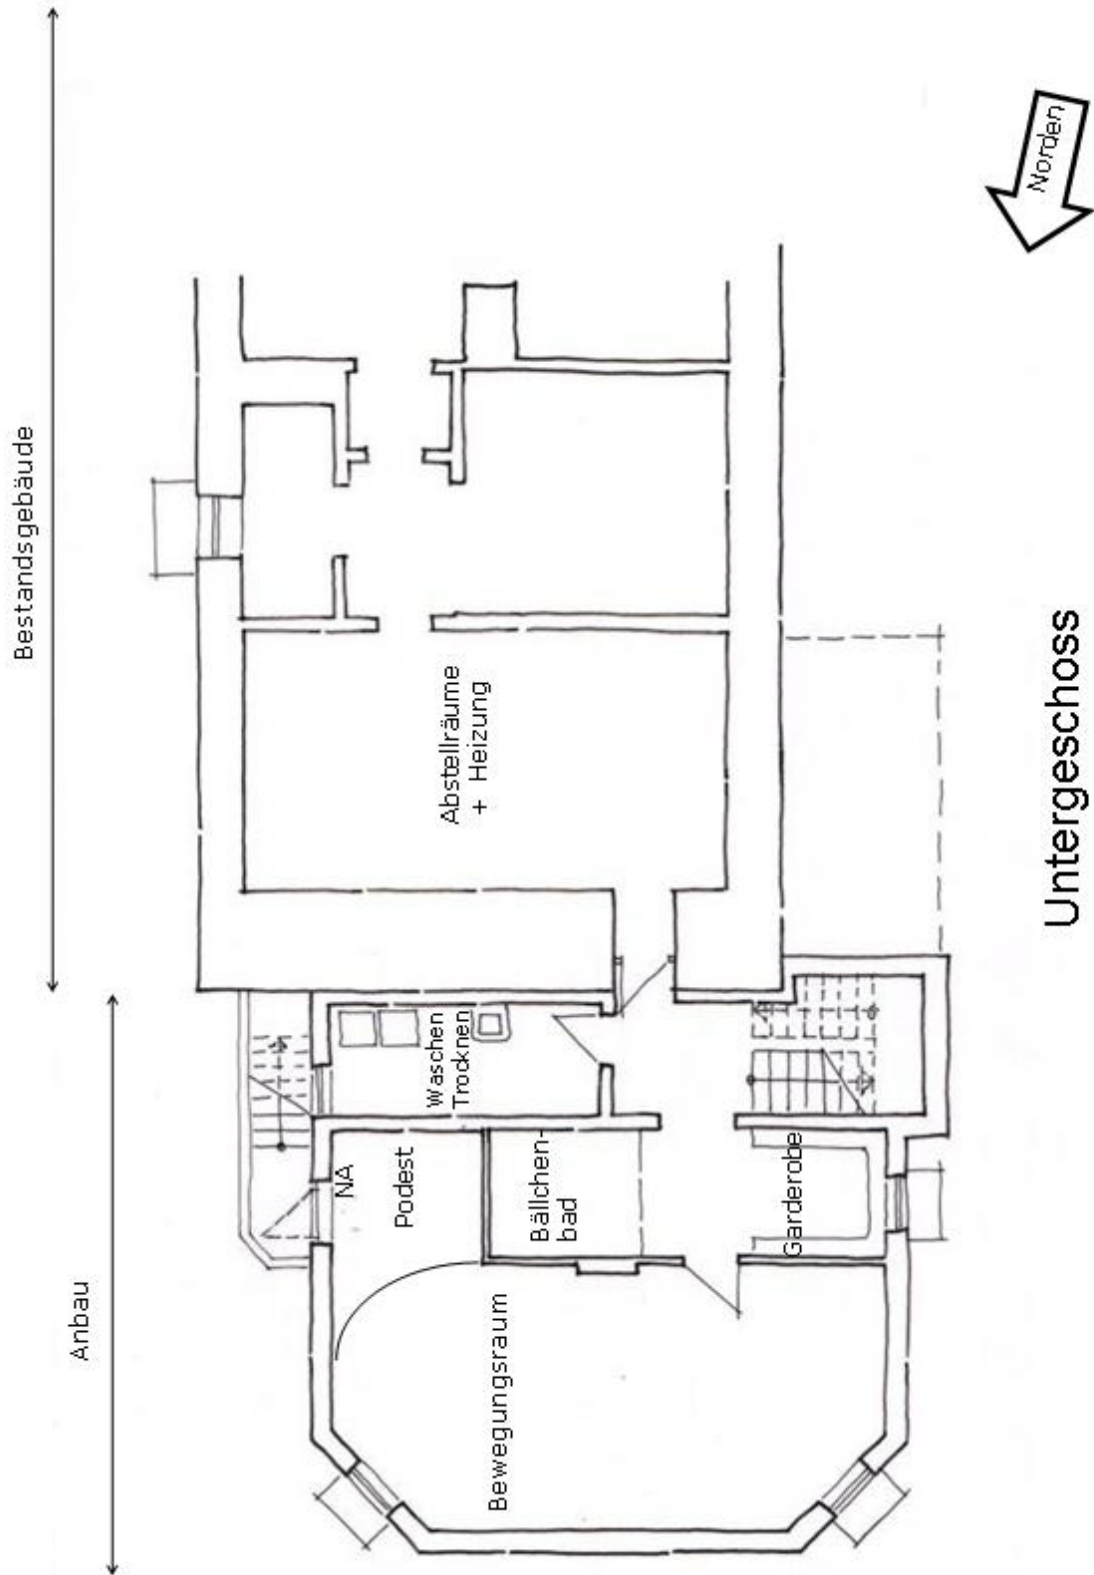 Bestandsgebäude
Anbau
Abstellräume
+ Heizung
Waschen
Trocknen
NA
Podest
Bällchen-
bad
Garderobe
Bewegungsraum
Norden
Untergeschoss